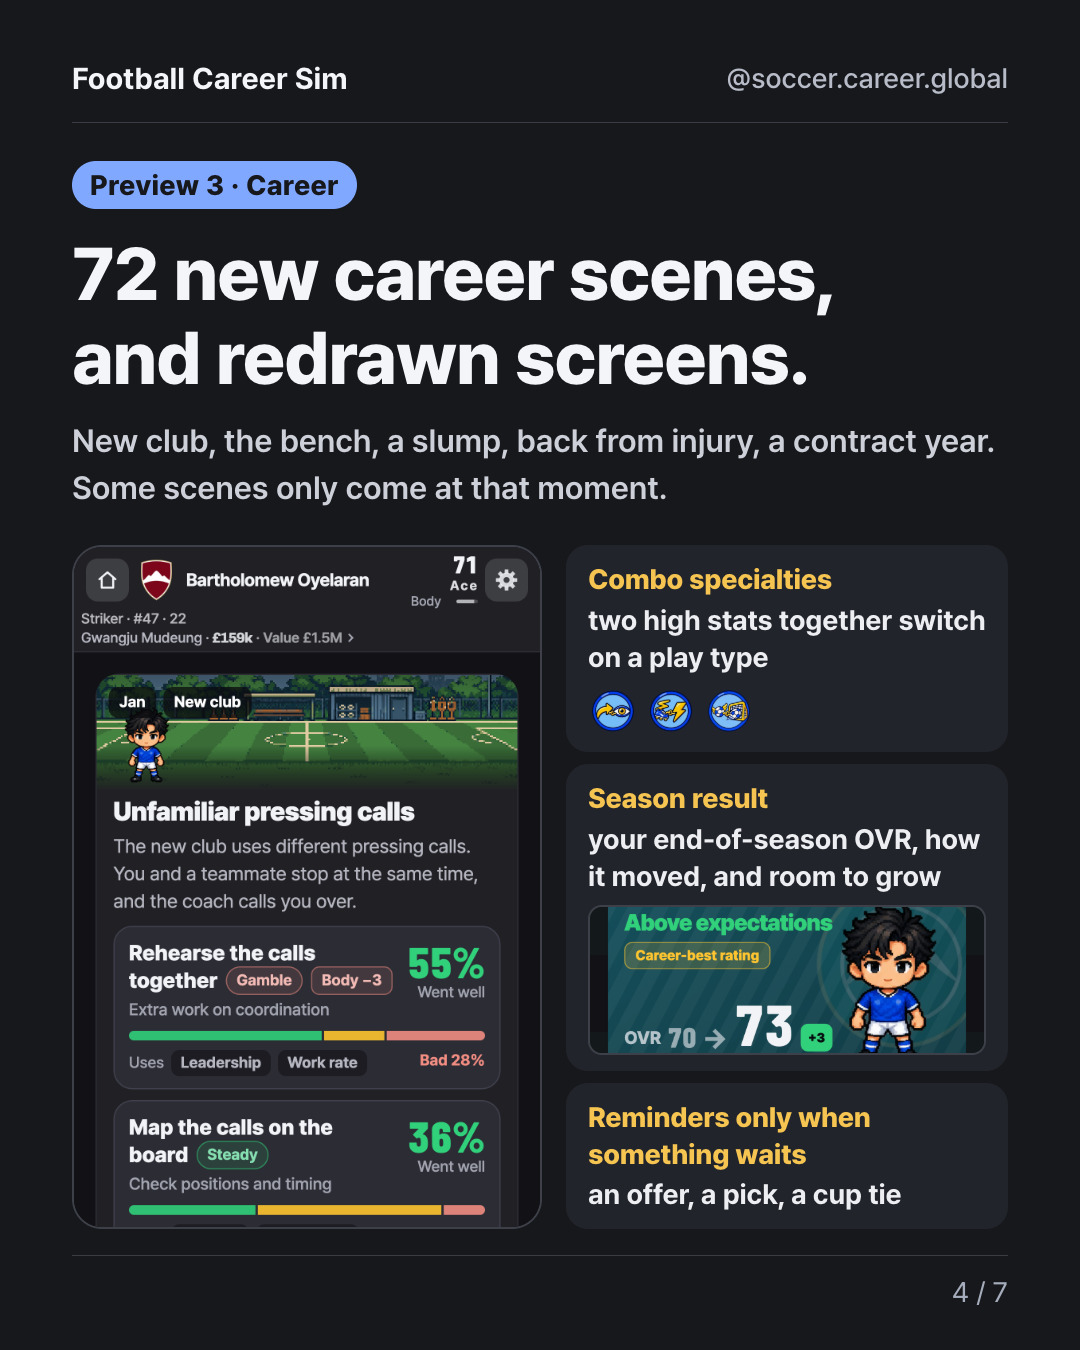 Football Career Sim
@soccer.career.global
Preview 3 · Career
72 new career scenes,
and redrawn screens.
New club, the bench, a slump, back from injury, a contract year.
Some scenes only come at that moment.
Bartholomew Oyelaran
71
Ace
Body
Striker · #47 · 22
Gwangju Mudeung · £159k · Value £1.5M >
Jan
New club
Unfamiliar pressing calls
The new club uses different pressing calls.
You and a teammate stop at the same time,
and the coach calls you over.
Rehearse the calls
together Gamble Body −3
55%
Went well
Extra work on coordination
Uses Leadership Work rate
Bad 28%
Map the calls on the
board Steady
36%
Went well
Check positions and timing
Combo specialties
two high stats together switch
on a play type
Season result
your end-of-season OVR, how
it moved, and room to grow
Above expectations
Career-best rating
OVR 70 → 73 +3
Reminders only when
something waits
an offer, a pick, a cup tie
4 / 7